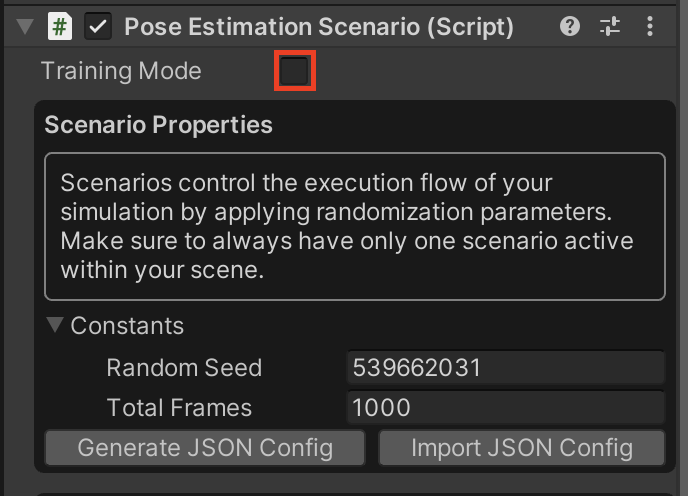 # Pose Estimation Scenario (Script)
Training Mode
Scenario Properties
Scenarios control the execution flow of your
simulation by applying randomization parameters.
Make sure to always have only one scenario active
within your scene.
Constants
Random Seed 539662031
Total Frames 1000
Generate JSON Config Import JSON Config